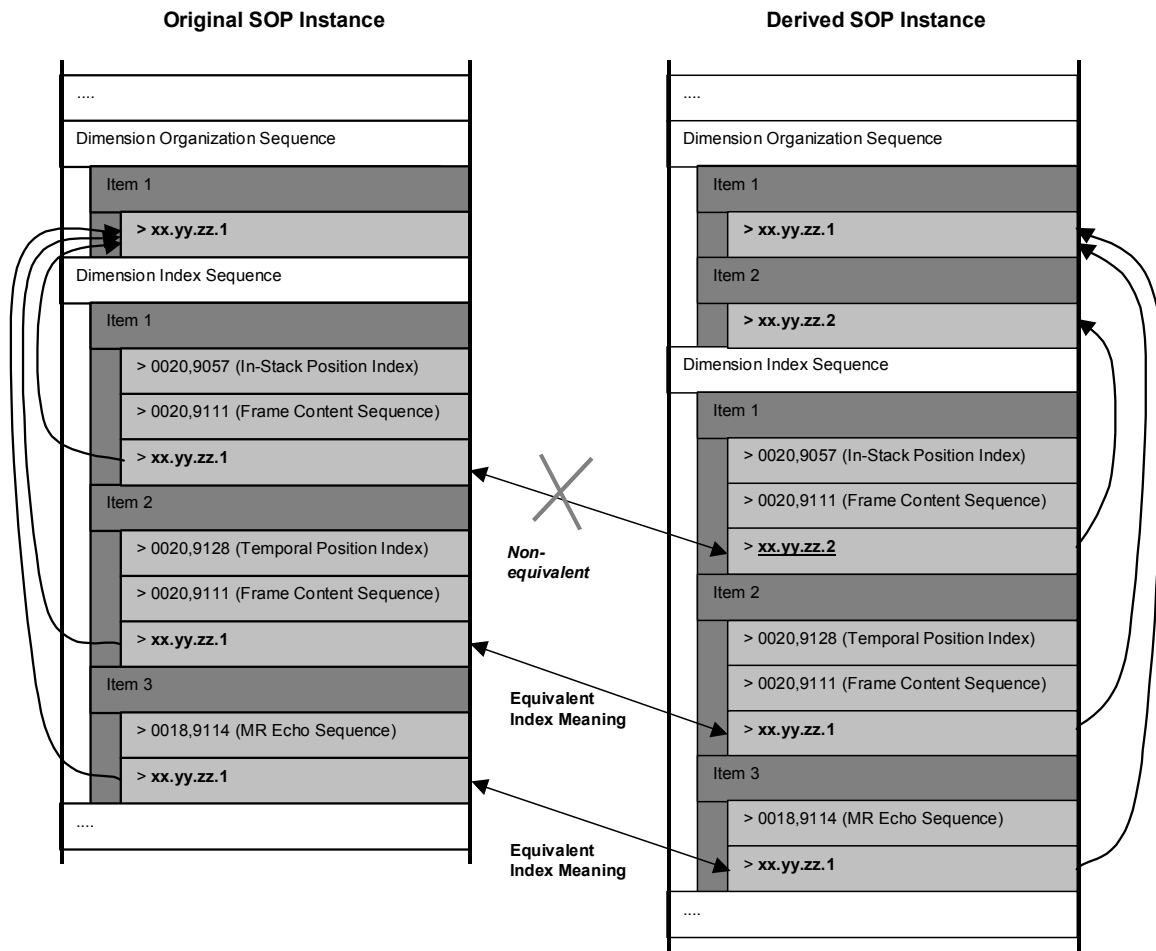 Original SOP Instance
....
Dimension Organization Sequence
Item 1
> xx.yy.zz.1
Dimension Index Sequence
Item 1
> 0020,9057 (In-Stack Position Index)
> 0020,9111 (Frame Content Sequence)
> xx.yy.zz.1
Item 2
> 0020,9128 (Temporal Position Index)
> 0020,9111 (Frame Content Sequence)
> xx.yy.zz.1
Item 3
> 0018,9114 (MR Echo Sequence)
> xx.yy.zz.1
....
Non-
equivalent
Equivalent
Index Meaning
Equivalent
Index Meaning
Derived SOP Instance
....
Dimension Organization Sequence
Item 1
> xx.yy.zz.1
Item 2
> xx.yy.zz.2
Dimension Index Sequence
Item 1
> 0020,9057 (In-Stack Position Index)
> 0020,9111 (Frame Content Sequence)
> xx.yy.zz.2
Item 2
> 0020,9128 (Temporal Position Index)
> 0020,9111 (Frame Content Sequence)
> xx.yy.zz.1
Item 3
> 0018,9114 (MR Echo Sequence)
> xx.yy.zz.1
....